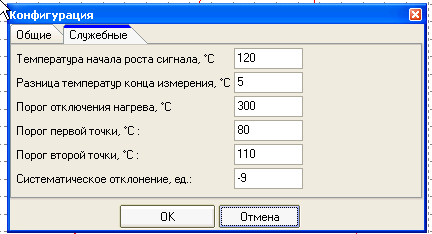 Конфигурация
Общие Служебные
Температура начала роста сигнала, °C 120
Разница температур конца измерения, °C 5
Порог отключения нагрева, °C 300
Порог первой точки, °C : 80
Порог второй точки, °C : 110
Систематическое отклонение, ед.: -9
OK Отмена